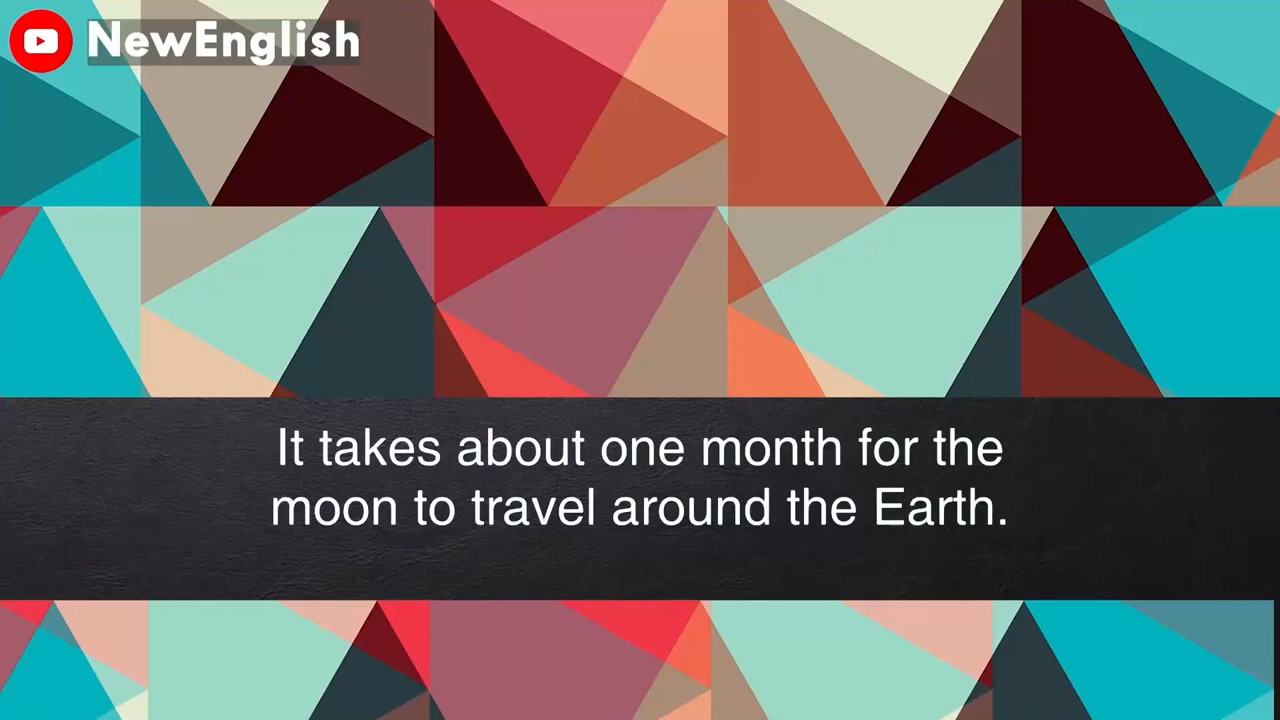 NewEnglish
It takes about one month for the
moon to travel around the Earth.